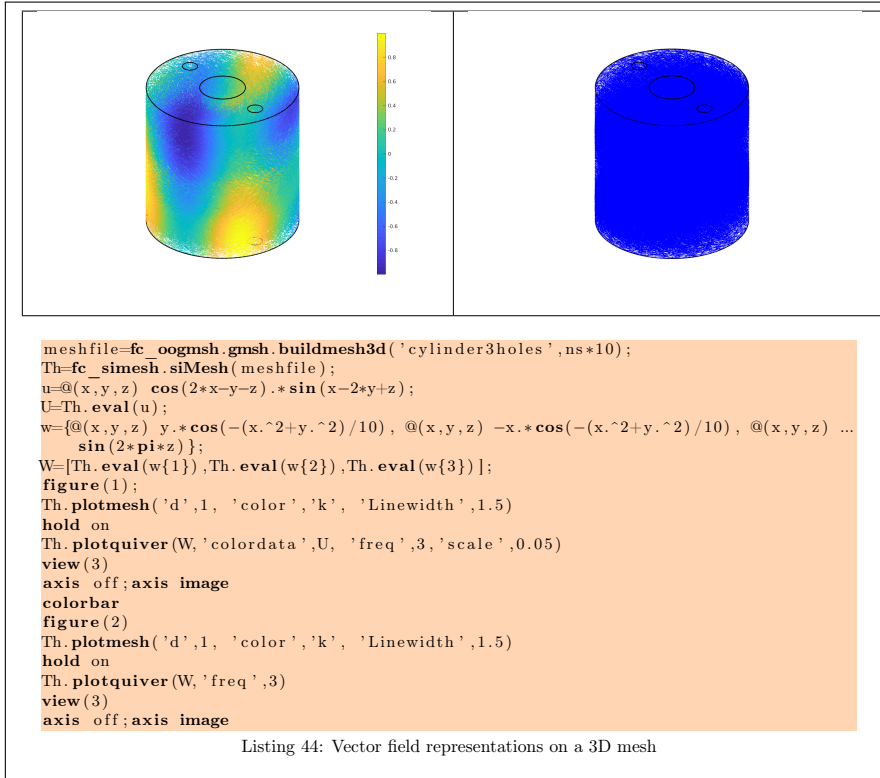 0.8
0.6
0.4
0.2
0
-0.2
-0.4
-0.6
-0.8
meshfile=fc_oogmsh.gmsh.buildmesh3d('cylinder3holes',ns*10);
Th=fc_simesh.siMesh(meshfile);
u=@(x,y,z) cos(2*x-y-z).*sin(x-2*y+z);
U=Th.eval(u);
w={@(x,y,z) y.*cos(-(x.^2+y.^2)/10), @(x,y,z) -x.*cos(-(x.^2+y.^2)/10), @(x,y,z) ...
sin(2*pi*z)};
W=[Th.eval(w{1}),Th.eval(w{2}),Th.eval(w{3})];
figure(1);
Th.plotmesh('d',1, 'color','k', 'Linewidth',1.5)
hold on
Th.plotquiver(W,'colordata',U, 'freq',3,'scale',0.05)
view(3)
axis off;axis image
colorbar
figure(2)
Th.plotmesh('d',1, 'color','k', 'Linewidth',1.5)
hold on
Th.plotquiver(W,'freq',3)
view(3)
axis off;axis image
Listing 44: Vector field representations on a 3D mesh